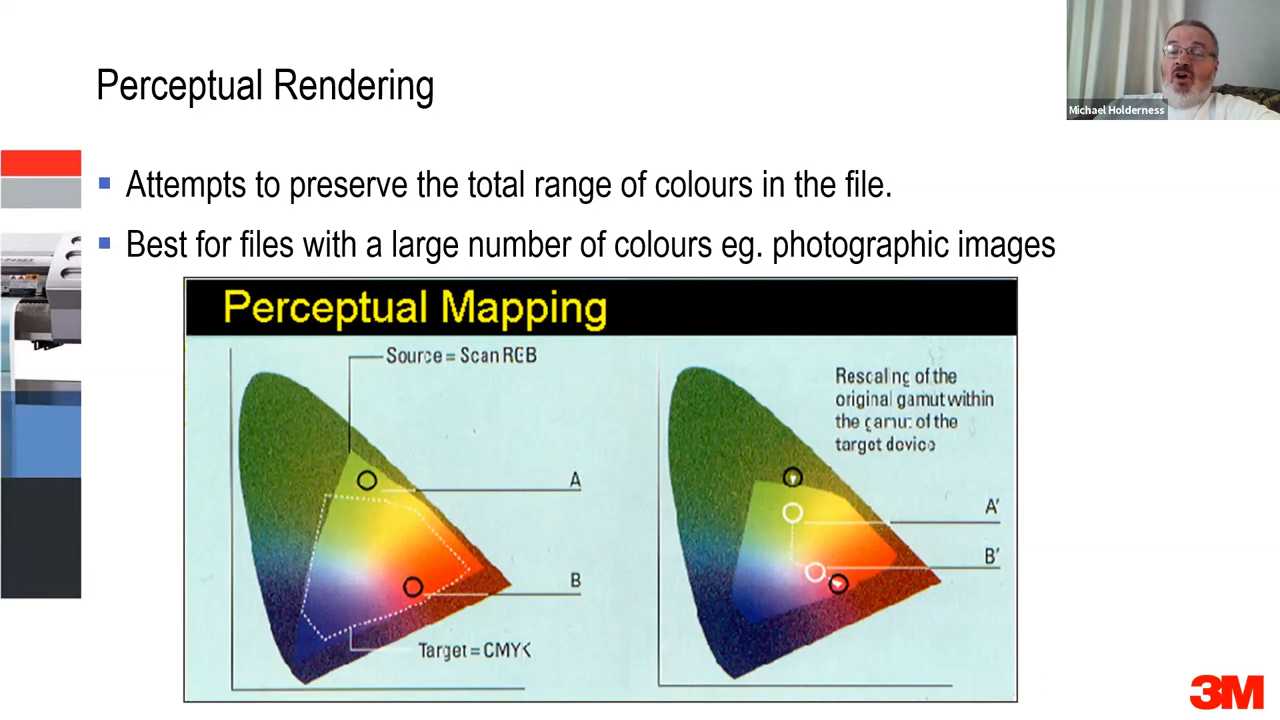 Perceptual Rendering
Michael Holderness
Attempts to preserve the total range of colours in the file.
Best for files with a large number of colours eg. photographic images
Perceptual Mapping
Source = Scan RGB
A
B
Target = CMYK
Rescaling of the
original gamut within
the gamut of the
target device
A’
B’
3M